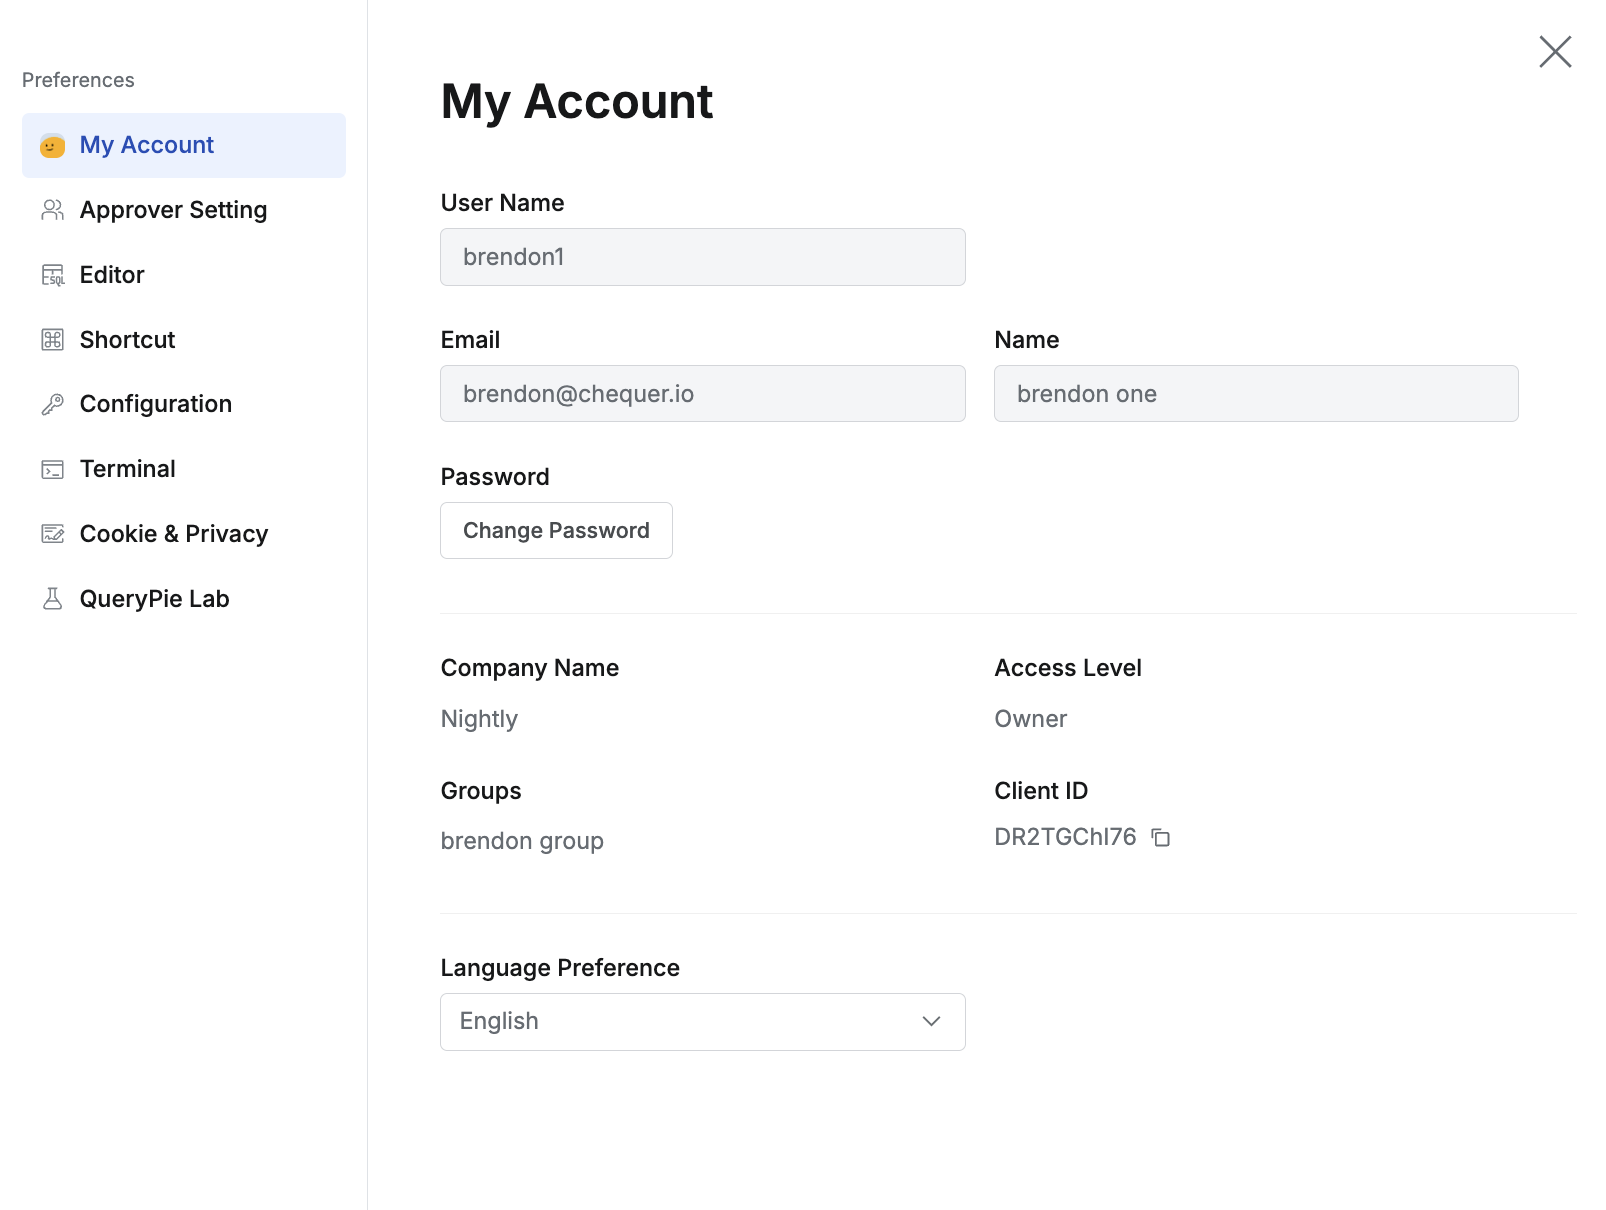 Preferences
My Account
Approver Setting
Editor
Shortcut
Configuration
Terminal
Cookie & Privacy
QueryPie Lab
My Account
User Name
brendon1
Email
Name
brendon@chequer.io
brendon one
Password
Change Password
Company Name
Access Level
Nightly
Owner
Groups
Client ID
brendon group
DR2TGChI76
Language Preference
English